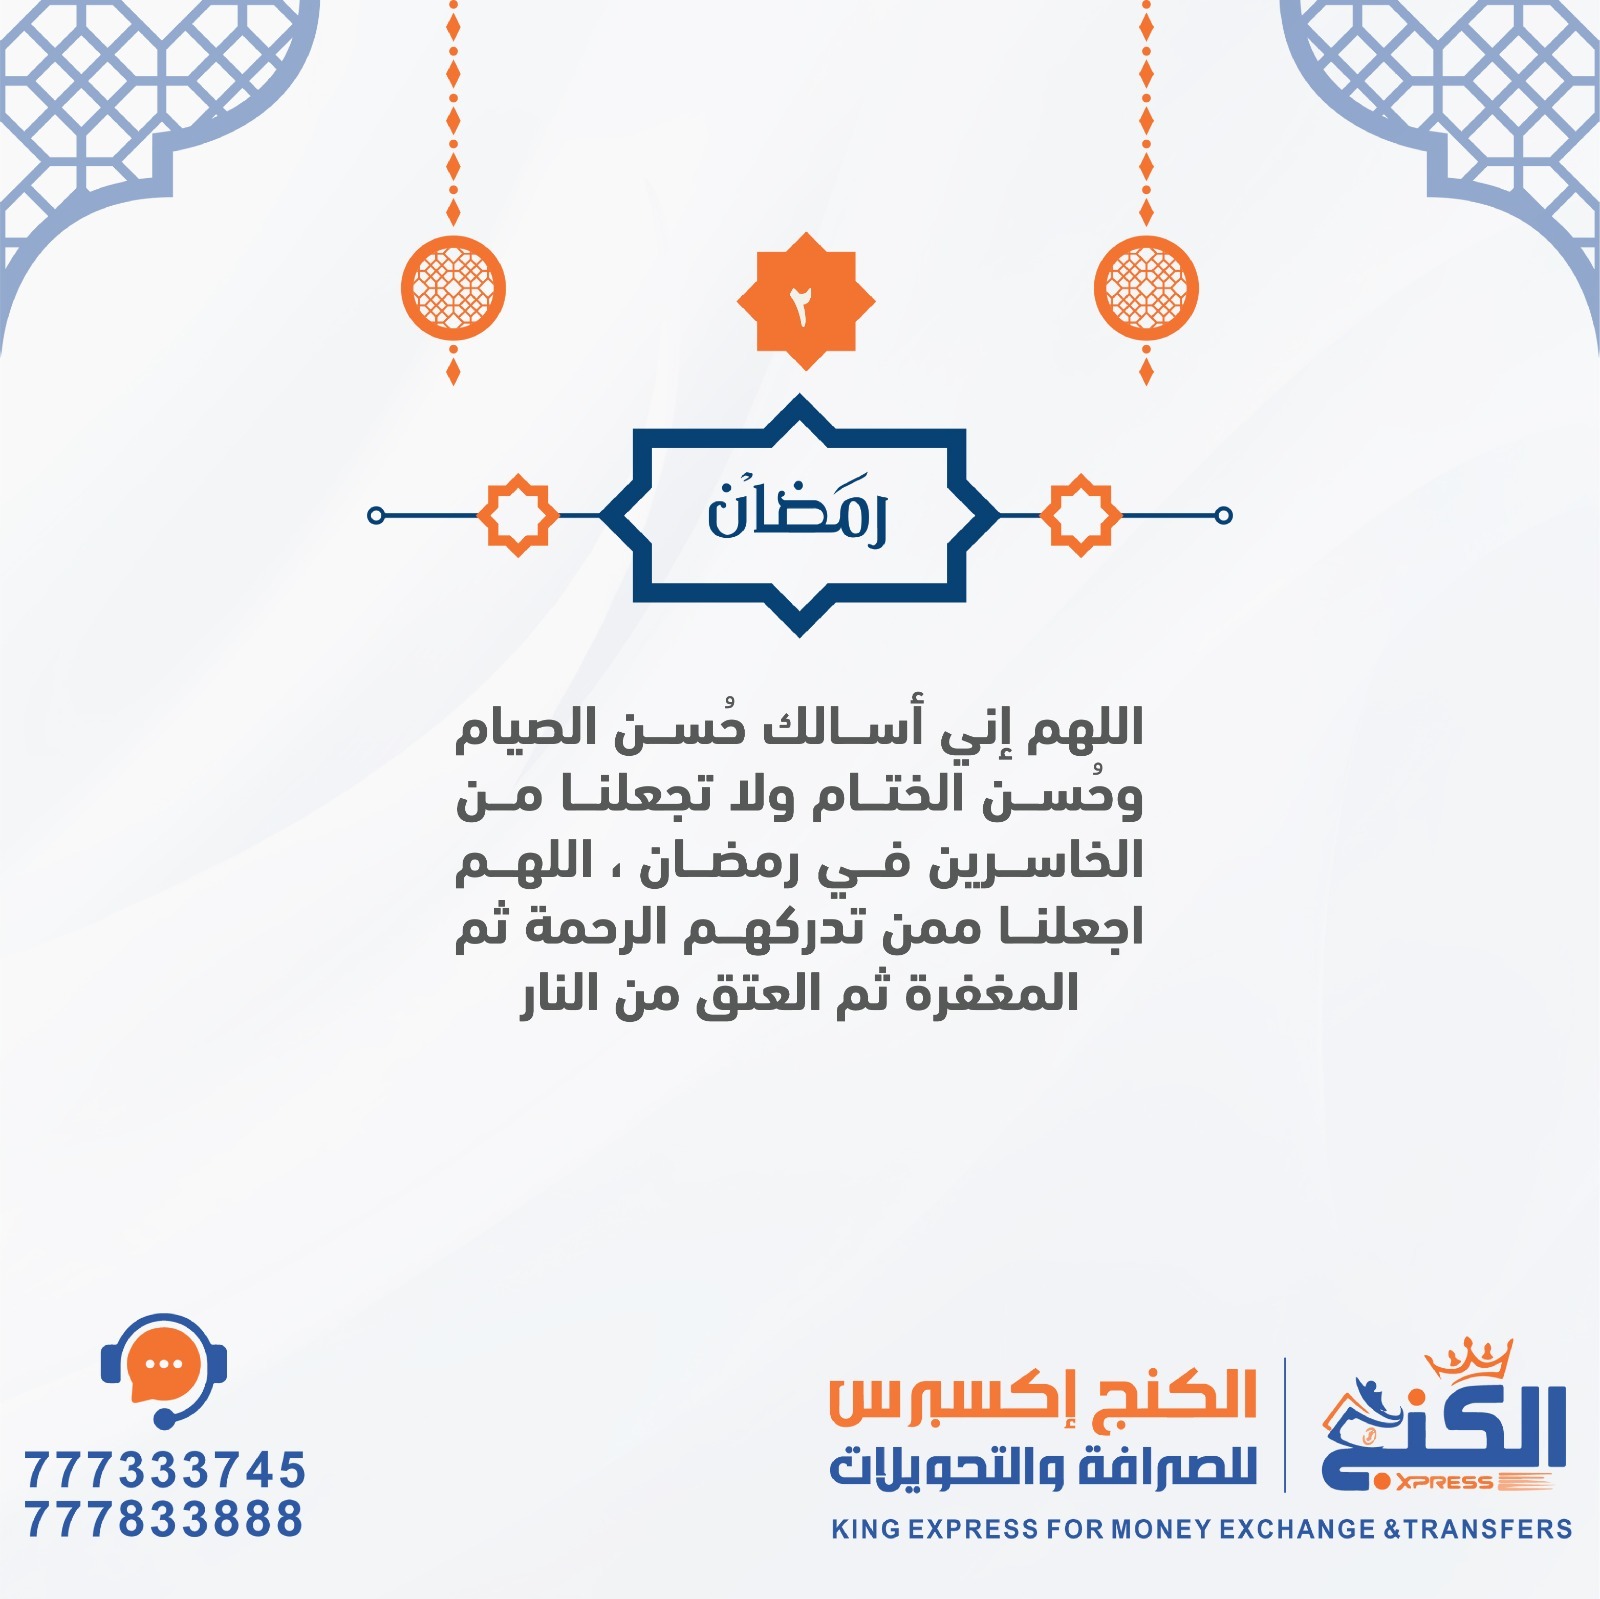 ٢
رمَضانْ
اللهم إني أسالك حُسن الصيام
وحُسن الختام ولا تجعلنا من
الخاسرين في رمضان ، اللهم
اجعلنا ممن تدركهم الرحمة ثم
المغفرة ثم العتق من النار
الكنج
XPRESS
الكنج إكسبرس
للصرافة والتحويلات
KING EXPRESS FOR MONEY EXCHANGE &TRANSFERS
777333745
777833888